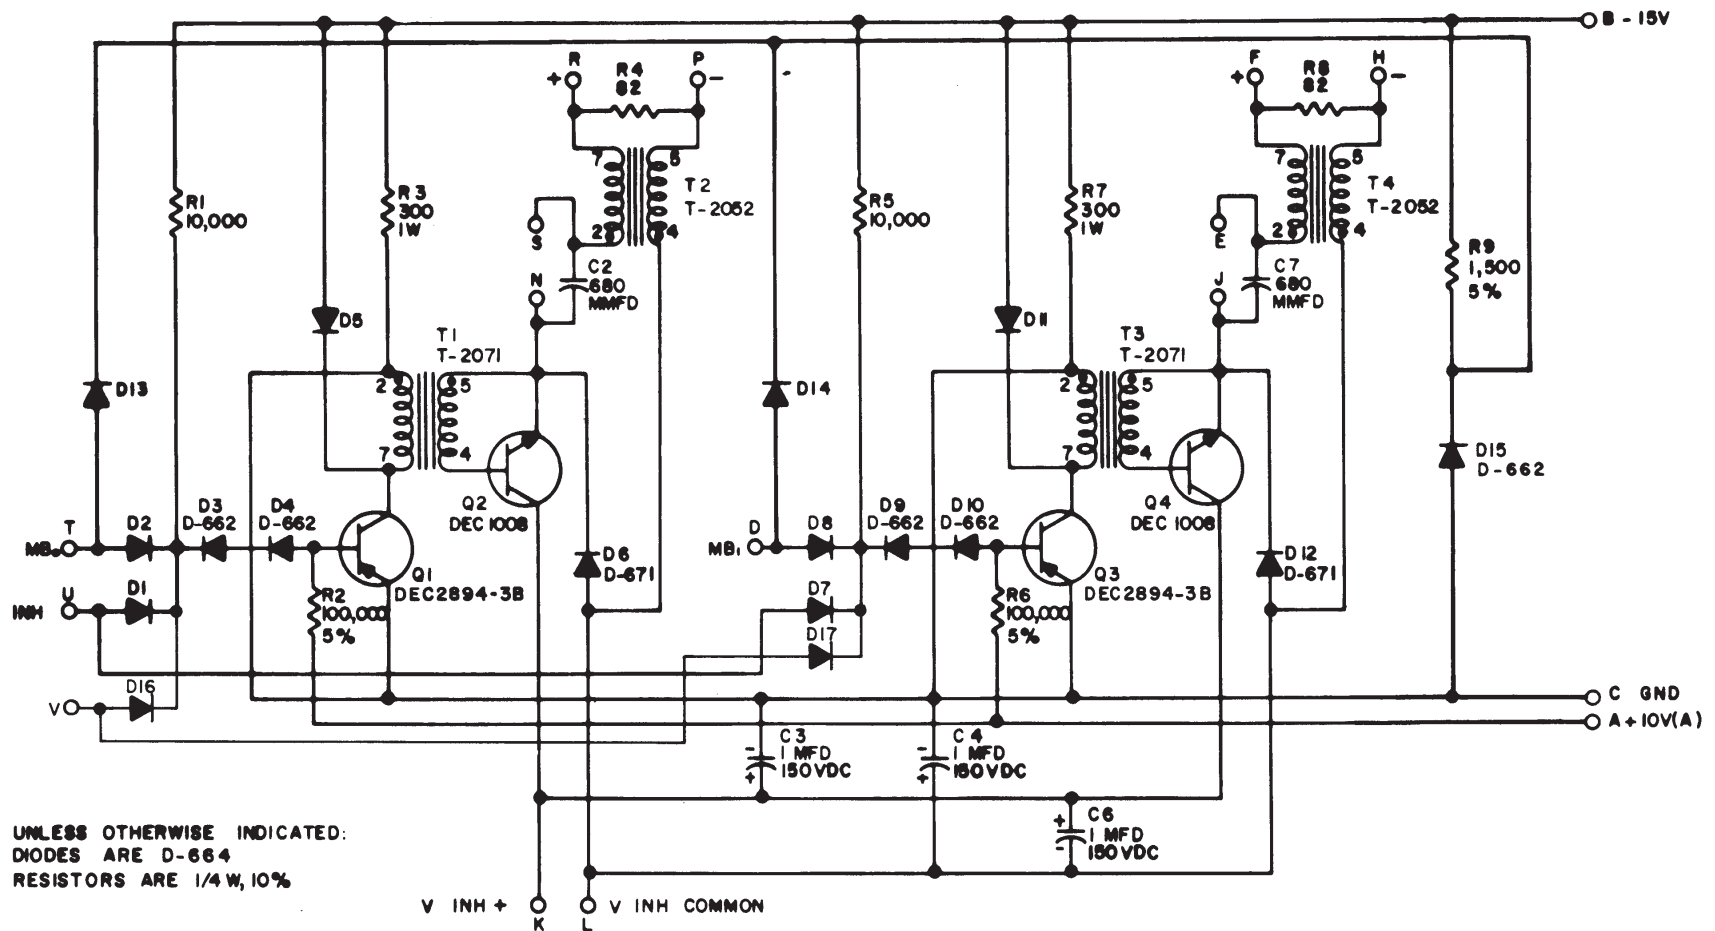 B - 15V
R
P
+
-
R4
82
F
H
+
-
R8
82
7
5
T2
T-2052
2
4
7
5
T4
T-2052
2
4
R1
10,000
R3
300
1W
S
C2
680
MMFD
N
R5
10,000
R7
300
1W
E
C7
680
MMFD
J
R9
1,500
5%
D5
T1
T-2071
2
5
7
4
D11
T3
T-2071
2
5
7
4
D13
D14
D15
D-662
Q2
DEC 1008
Q4
DEC 1008
T
MB₀
D2
D3
D-662
D4
D-662
D
MB₁
D8
D9
D-662
D10
D-662
U
INH
D1
Q1
DEC2894-3B
R2
100,000
5%
D6
D-671
D7
D17
Q3
DEC2894-3B
R6
100,000
5%
D12
D-671
V
D16
C GND
A + 10V(A)
-
+
C3
1 MFD
150VDC
-
+
C4
1 MFD
150VDC
+
-
C6
1 MFD
150VDC
UNLESS OTHERWISE INDICATED:
DIODES ARE D-664
RESISTORS ARE 1/4 W, 10%
V INH +
K
L
V INH COMMON